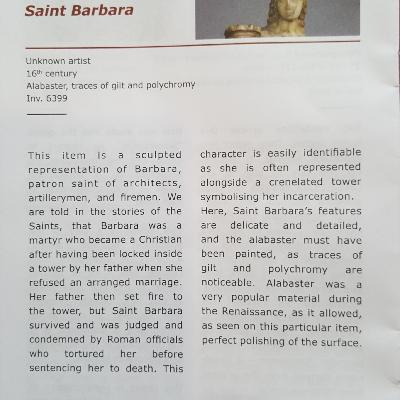 Saint Barbara
Unknown artist
16th century
Alabaster, traces of gilt and polychromy
Inv. 6399
This item is a sculpted
representation of Barbara,
patron saint of architects,
artillerymen, and firemen. We
are told in the stories of the
Saints, that Barbara was a
martyr who became a Christian
after having been locked inside
a tower by her father when she
refused an arranged marriage.
Her father then set fire to
the tower, but Saint Barbara
survived and was judged and
condemned by Roman officials
who tortured her before
sentencing her to death. This
character is easily identifiable
as she is often represented
alongside a crenelated tower
symbolising her incarceration.
Here, Saint Barbara's features
are delicate and detailed,
and the alabaster must have
been painted, as traces of
gilt and polychromy are
noticeable. Alabaster was a
very popular material during
the Renaissance, as it allowed,
as seen on this particular item,
perfect polishing of the surface.